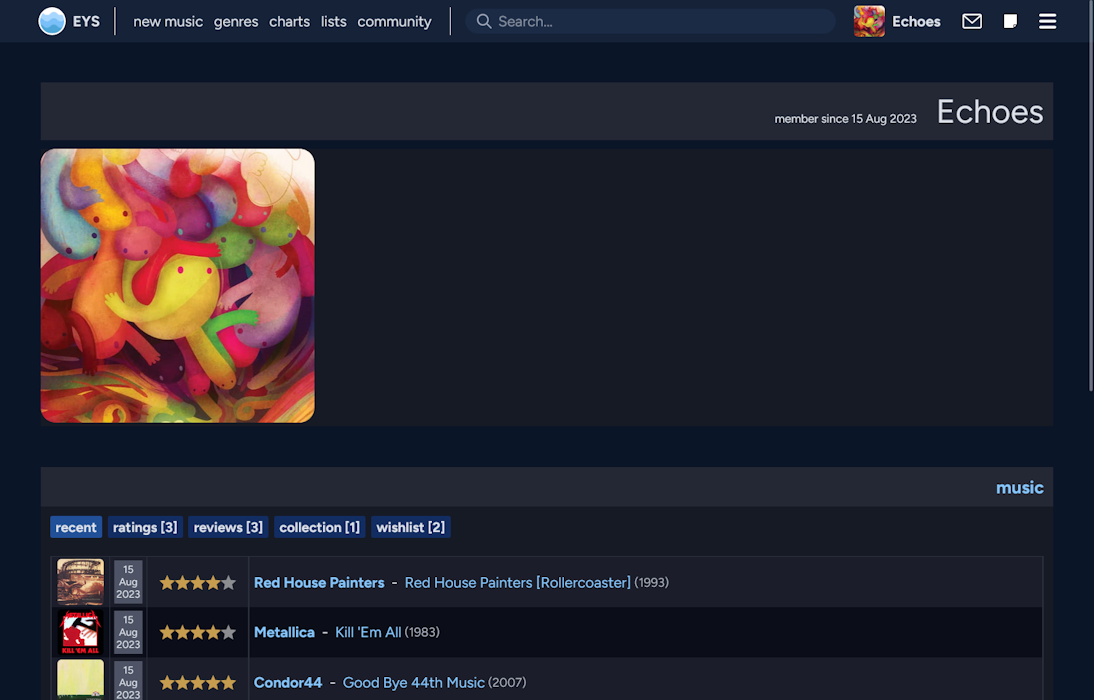 EYS new music genres charts lists community Search... Echoes
member since 15 Aug 2023 Echoes
music
recent ratings [3] reviews [3] collection [1] wishlist [2]
15 Aug 2023 Red House Painters - Red House Painters [Rollercoaster] (1993)
METALLICA
KILL 'EM ALL
15 Aug 2023 Metallica - Kill 'Em All (1983)
15 Aug 2023 Condor44 - Good Bye 44th Music (2007)